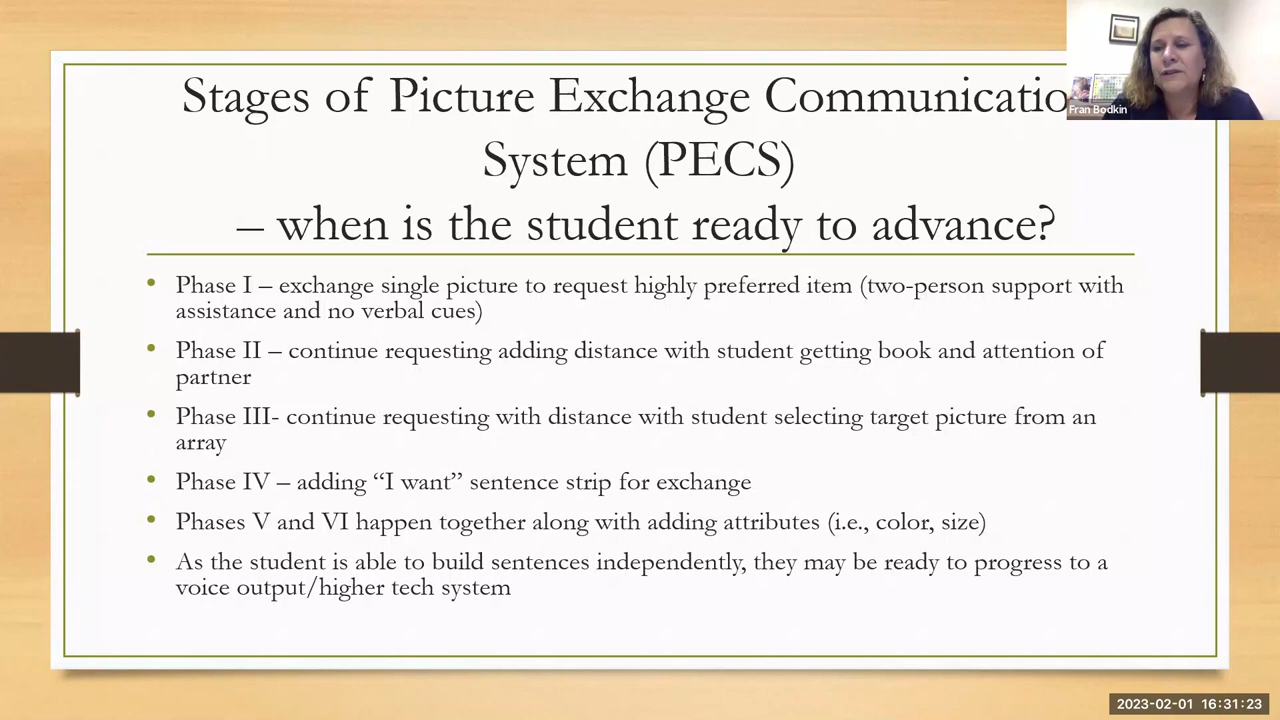 Stages of Picture Exchange Communicatio
System (PECS)
– when is the student ready to advance?
Fran Bodkin
• Phase I – exchange single picture to request highly preferred item (two-person support with
assistance and no verbal cues)
• Phase II – continue requesting adding distance with student getting book and attention of
partner
• Phase III- continue requesting with distance with student selecting target picture from an
array
• Phase IV – adding “I want” sentence strip for exchange
• Phases V and VI happen together along with adding attributes (i.e., color, size)
• As the student is able to build sentences independently, they may be ready to progress to a
voice output/higher tech system
2023-02-01 16:31:23